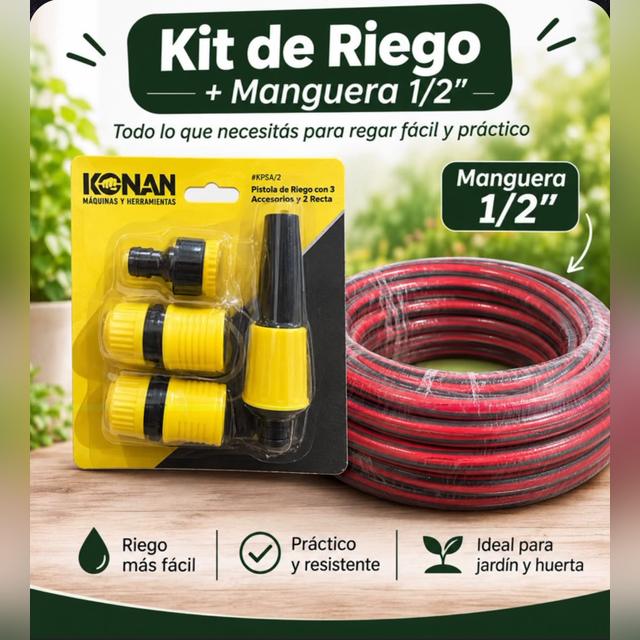 Kit de Riego
+ Manguera 1/2"
Todo lo que necesitás para regar fácil y práctico
KONAN
MÁQUINAS Y HERRAMIENTAS
#KPSA/2
Pistola de Riego con 3
Accesorios y 2 Recta
Manguera
1/2"
Riego
más fácil
Práctico
y resistente
Ideal para
jardín y huerta